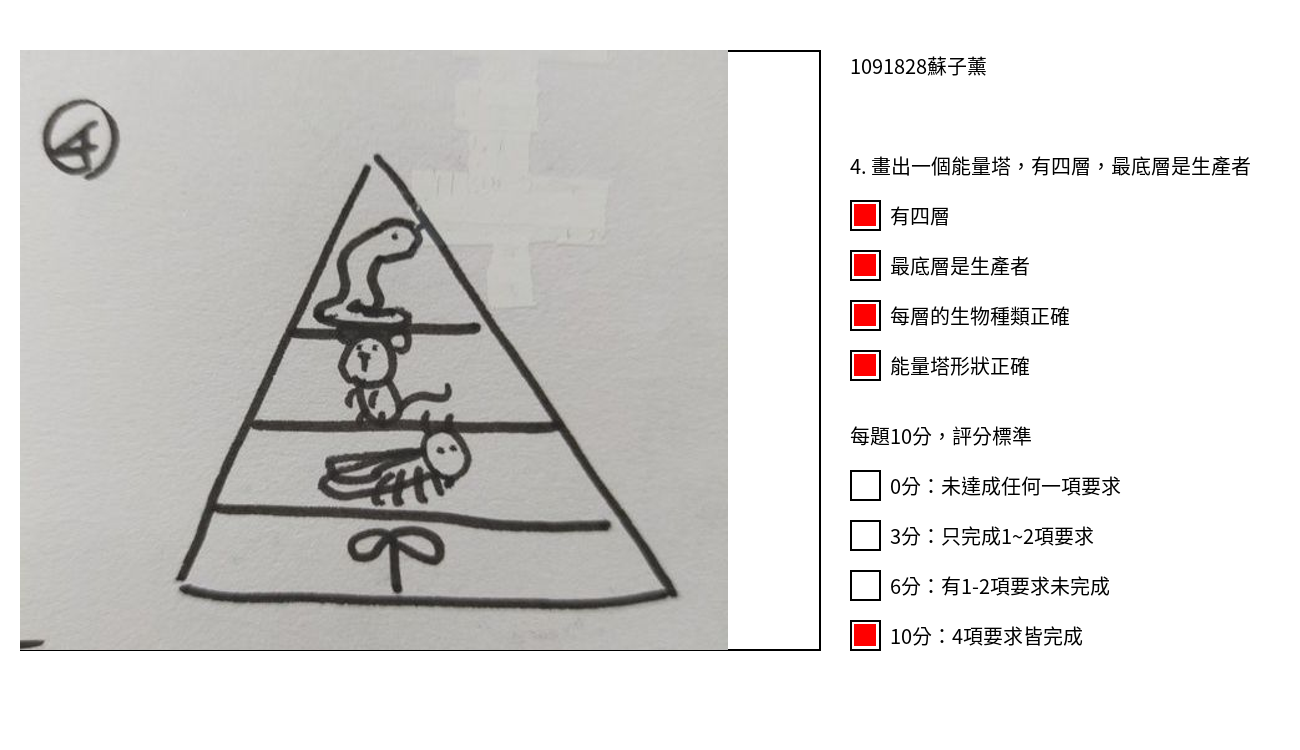 ④
1091828蘇子薰
4. 畫出一個能量塔，有四層，最底層是生產者
有四層
最底層是生產者
每層的生物種類正確
能量塔形狀正確
每題10分，評分標準
0分：未達成任何一項要求
3分：只完成1~2項要求
6分：有1-2項要求未完成
10分：4項要求皆完成